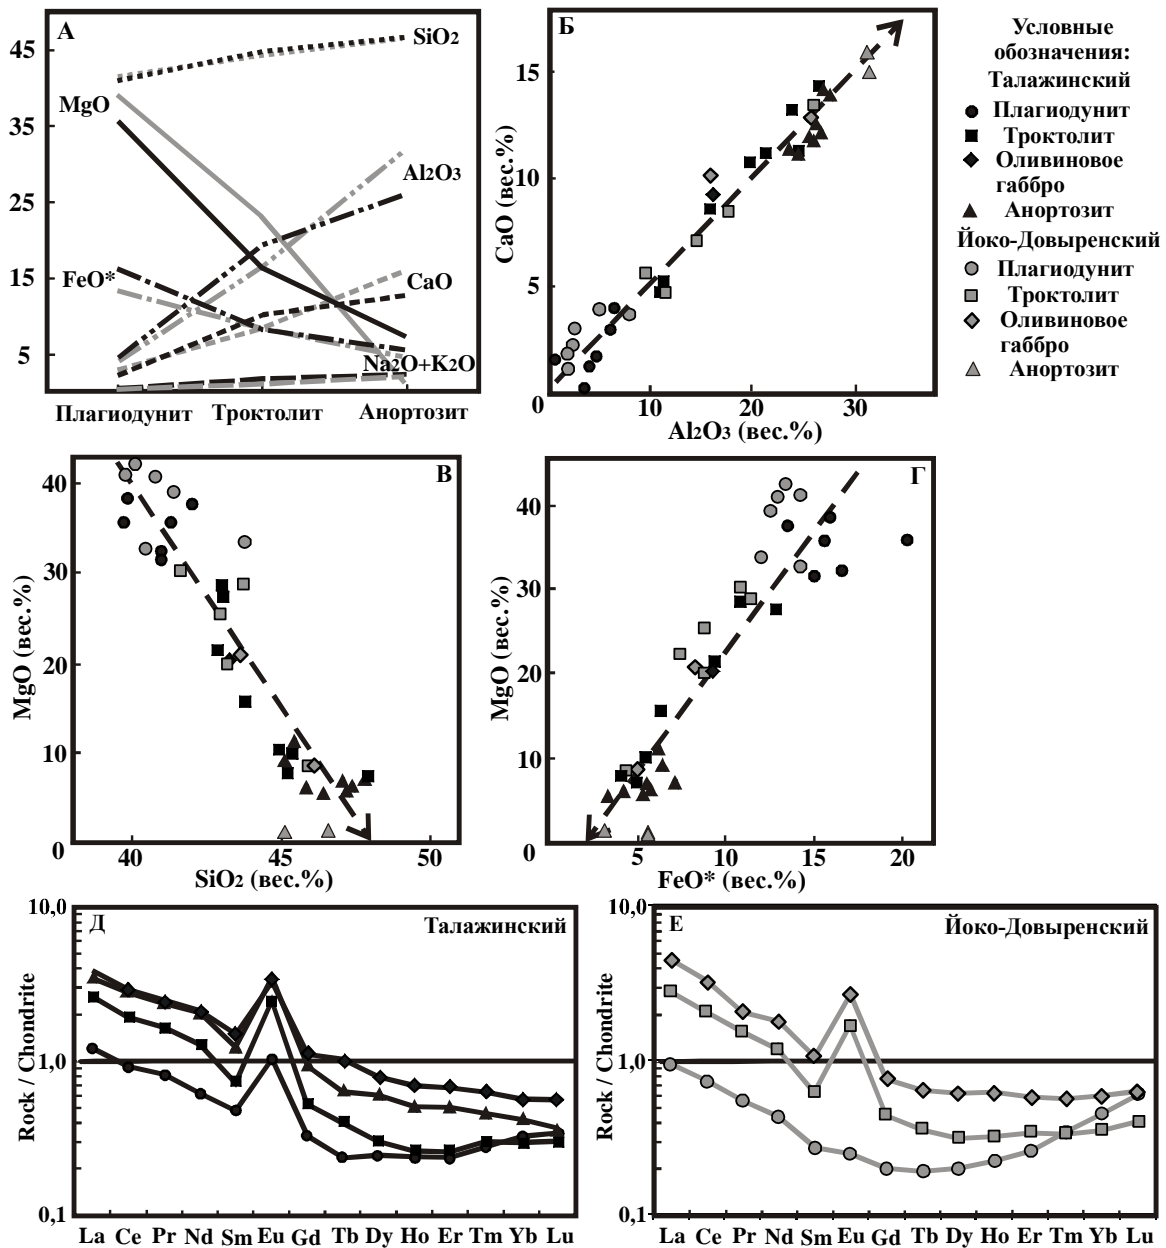 А
45
35
25
15
5
SiO2
MgO
Al2O3
FeO*
CaO
Na2O+K2O
Плагиодунит Троктолит Анортозит
Б
CaO (вес.%)
15
10
5
0
10 20 30
Al2O3 (вес.%)
Условные
обозначения:
Талажинский
Плагиодунит
Троктолит
Оливиновое
габбро
Анортозит
Йоко-Довыренский
Плагиодунит
Троктолит
Оливиновое
габбро
Анортозит
В
MgO (вес.%)
40
30
20
10
0
40 45 50
SiO2 (вес.%)
Г
MgO (вес.%)
40
30
20
10
0
5 10 15 20
FeO* (вес.%)
Д
Талажинский
Rock / Chondrite
10,0
1,0
0,1
La Ce Pr Nd Sm Eu Gd Tb Dy Ho Er Tm Yb Lu
Е
Йоко-Довыренский
Rock / Chondrite
10,0
1,0
0,1
La Ce Pr Nd Sm Eu Gd Tb Dy Ho Er Tm Yb Lu